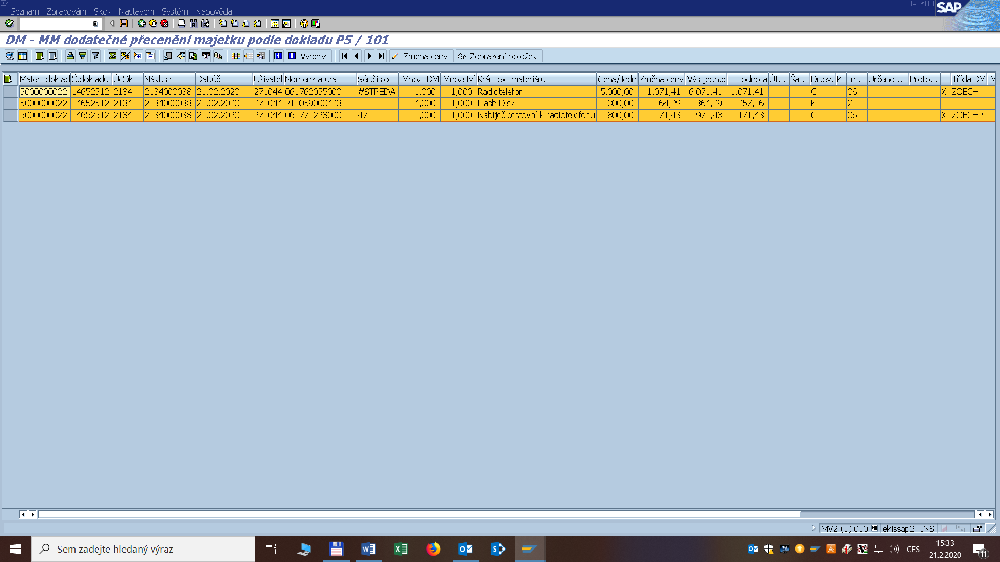 Seznam Zpracování Skok Nastavení Systém Nápověda
SAP
DM - MM dodatečné přecenění majetku podle dokladu P5 / 101
Výběry Změna ceny Zobrazení položek
Mater. doklad Č.dokladu ÚčOk Nákl.stř. Dat.účt. Uživatel Nomenklatura Sér.číslo Mnoz. DM Množství Krát.text materiálu Cena/Jedn Změna ceny Výs jedn.c Hodnota Út... Ša... Dr.ev. Kt In... Určeno ... Proto... Třída DM M
5000000022 14652512 2134 2134000038 21.02.2020 271044 061762055000 #STREDA 1,000 1,000 Radiotelefon 5.000,00 1.071,41 6.071,41 1.071,41 C 06 X ZOECH
5000000022 14652512 2134 2134000038 21.02.2020 271044 211059000423 4,000 1,000 Flash Disk 300,00 64,29 364,29 257,16 K 21
5000000022 14652512 2134 2134000038 21.02.2020 271044 061771223000 47 1,000 1,000 Nabíječ cestovní k radiotelefonu 800,00 171,43 971,43 171,43 C 06 X ZOECHP
MV2 (1) 010 ekissap2 INS
Sem zadejte hledaný výraz
CES
15:33
21.2.2020
11